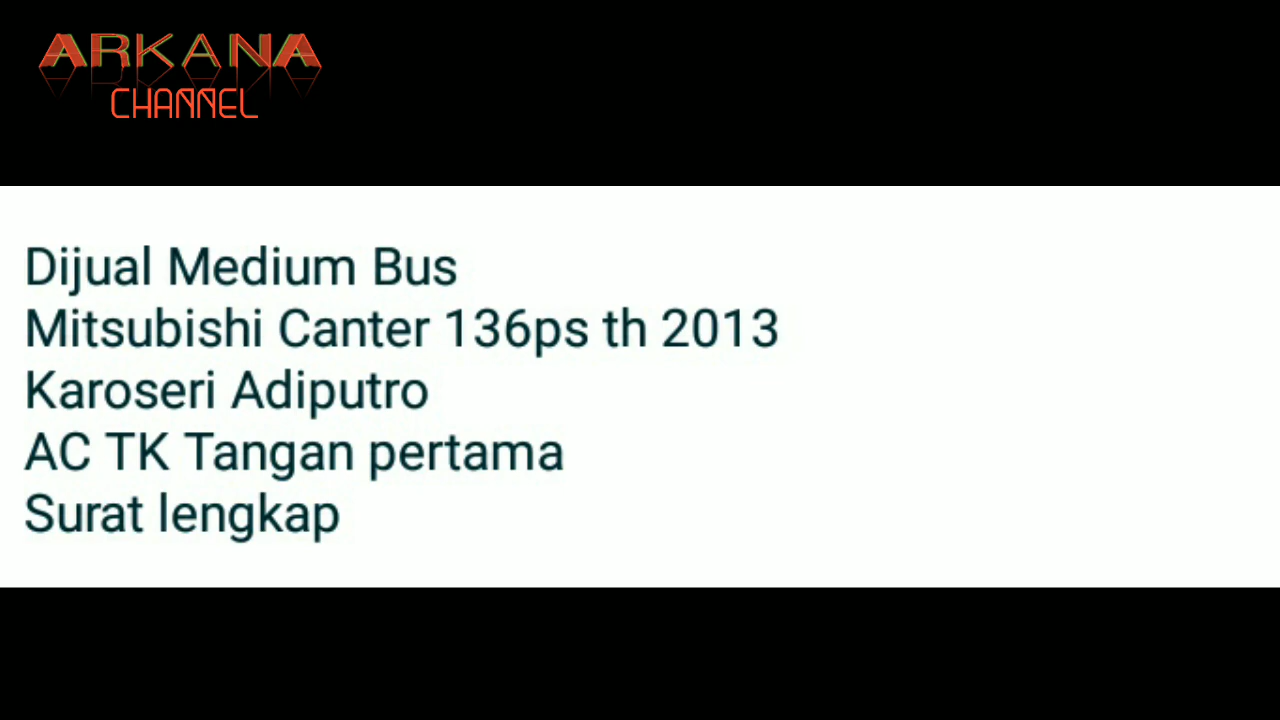 ARKANA
CHANNEL
Dijual Medium Bus
Mitsubishi Canter 136ps th 2013
Karoseri Adiputro
AC TK Tangan pertama
Surat lengkap